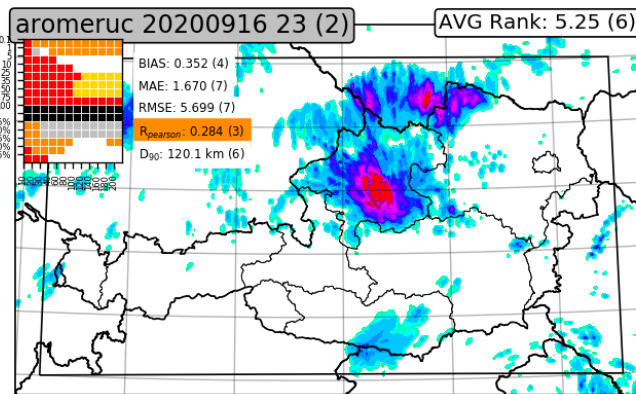 aromeruc 20200916 23 (2)
AVG Rank: 5.25 (6)
BIAS: 0.352 (4)
MAE: 1.670 (7)
RMSE: 5.699 (7)
Rpearson: 0.284 (3)
D90: 120.1 km (6)